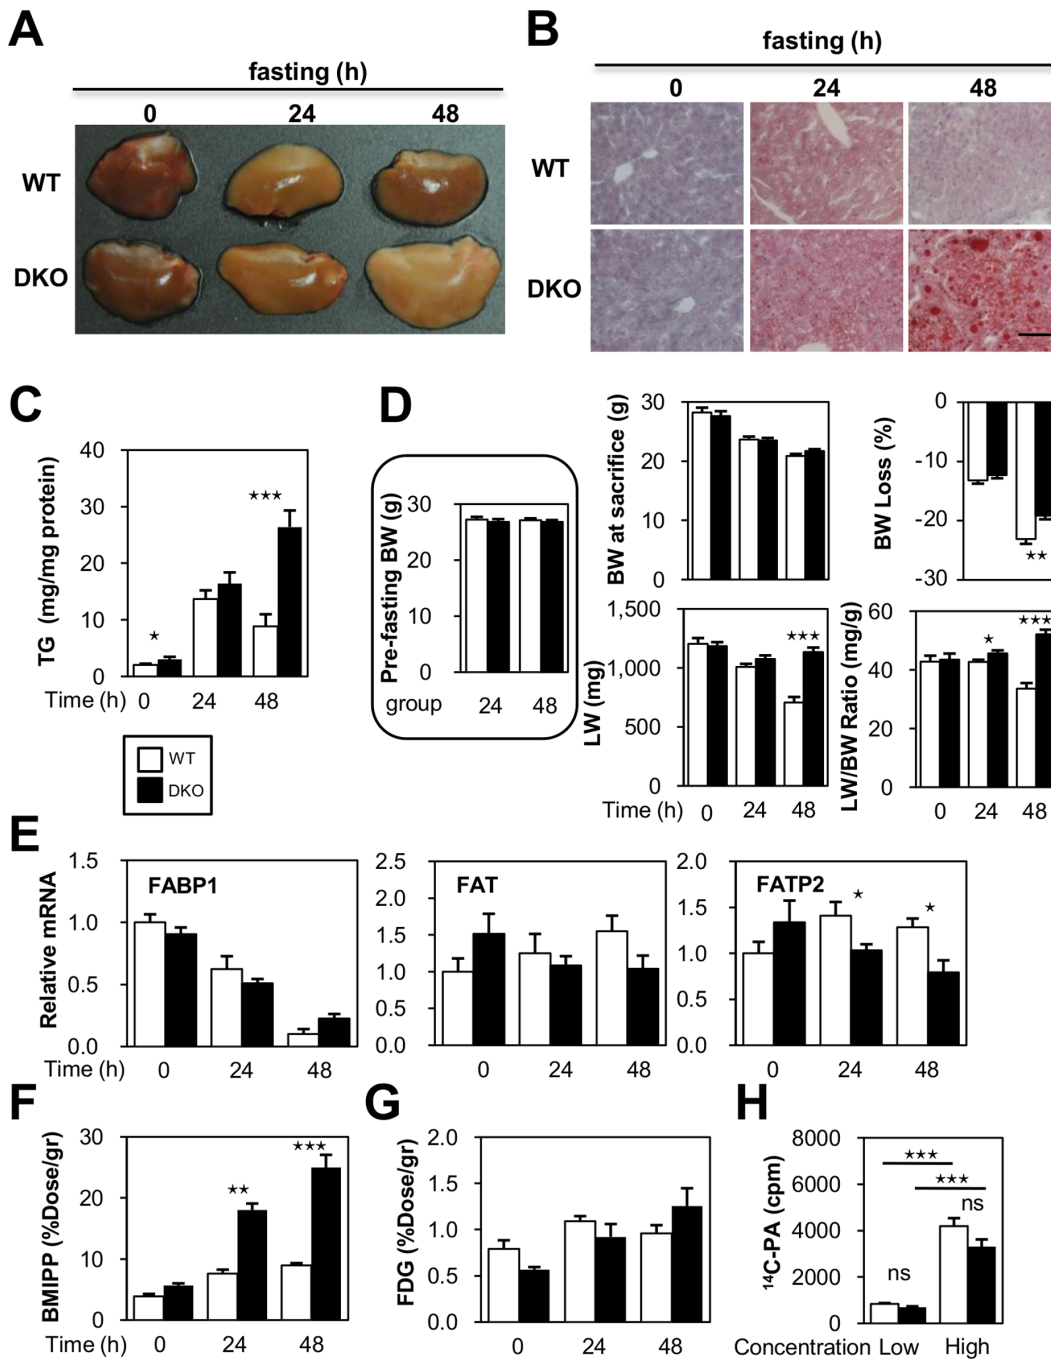 A
fasting (h)
0 24 48
WT
DKO
B
fasting (h)
0 24 48
WT
DKO
C
TG (mg/mg protein)
40
30
20
10
0
★
★★★
Time (h) 0 24 48
WT
DKO
D
Pre-fasting BW (g)
30
20
10
0
group 24 48
BW at sacrifice (g)
30
20
10
0
BW Loss (%)
0
-10
-20
-30
★★
LW (mg)
1,500
1,000
500
0
★★★
Time (h) 0 24 48
LW/BW Ratio (mg/g)
60
40
20
0
★
★★★
0 24 48
E
Relative mRNA
1.5
1.0
0.5
0.0
FABP1
Time (h) 0 24 48
2.5
2.0
1.5
1.0
0.5
0.0
FAT
0 24 48
2.0
1.5
1.0
0.5
0.0
FATP2
★
★
0 24 48
F
BMIPP (%Dose/gr)
30
20
10
0
★★
★★★
Time (h) 0 24 48
G
FDG (%Dose/gr)
2.0
1.5
1.0
0.5
0.0
0 24 48
H
¹⁴C-PA (cpm)
8000
6000
4000
2000
0
★★★
★★★
ns
ns
Concentration Low High